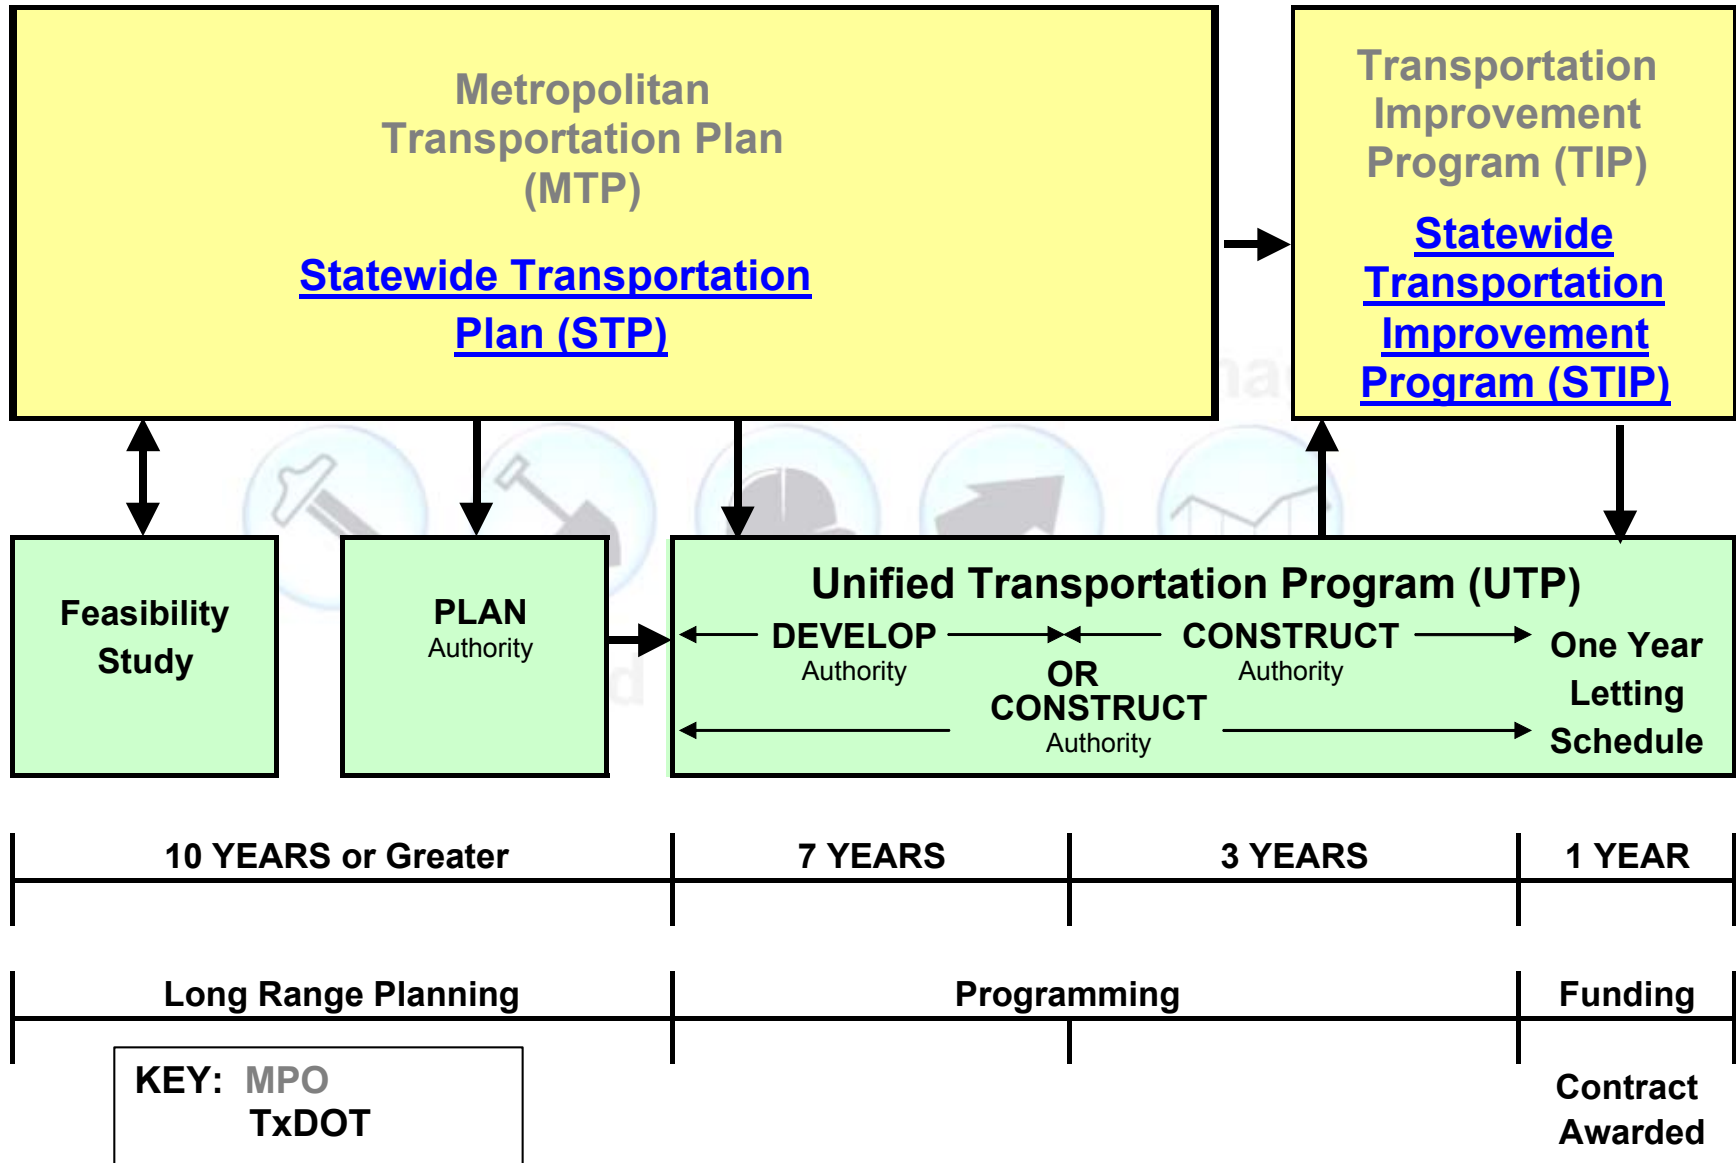 Metropolitan
Transportation Plan
(MTP)
Statewide Transportation
Plan (STP)
Transportation
Improvement
Program (TIP)
Statewide
Transportation
Improvement
Program (STIP)
Feasibility
Study
PLAN
Authority
Unified Transportation Program (UTP)
DEVELOP
Authority
CONSTRUCT
Authority
OR
CONSTRUCT
Authority
One Year
Letting
Schedule
10 YEARS or Greater
7 YEARS
3 YEARS
1 YEAR
Long Range Planning
Programming
Funding
KEY: MPO
TxDOT
Contract
Awarded